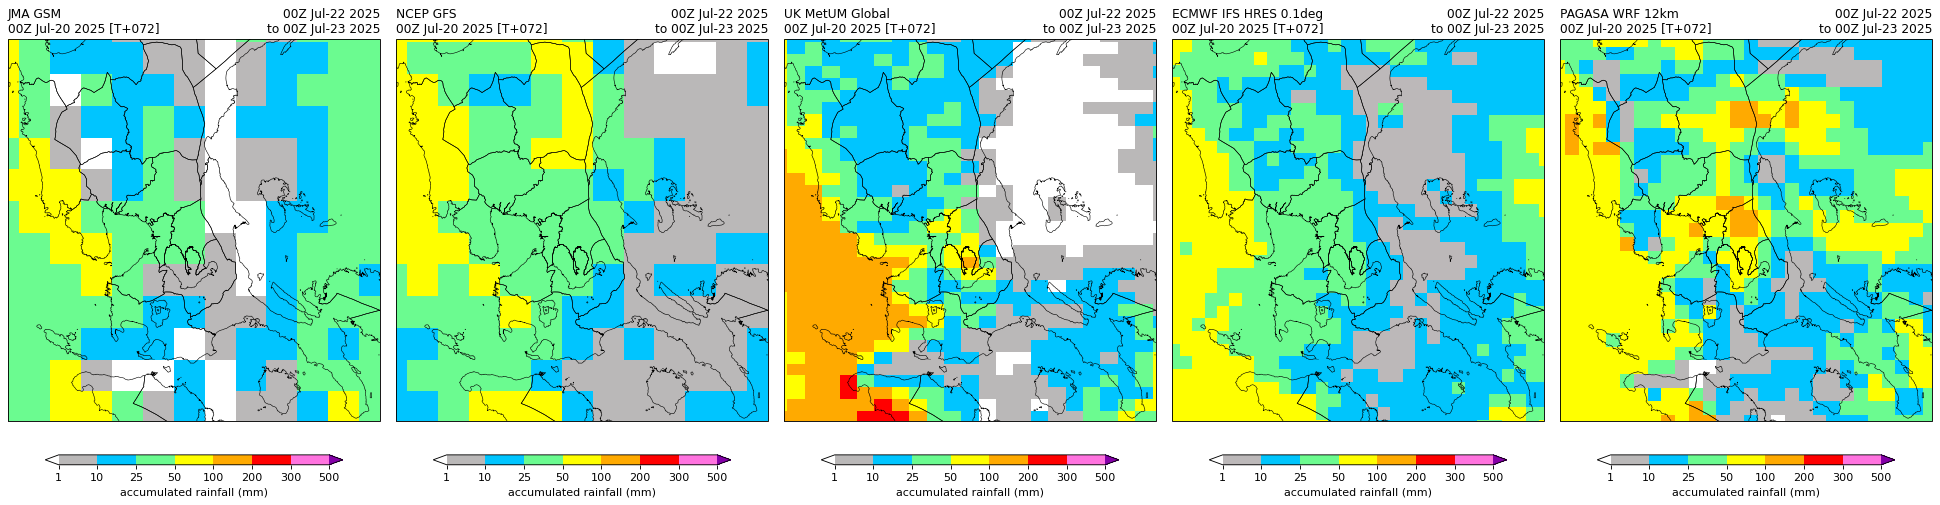 JMA GSM 00Z Jul-22 2025
00Z Jul-20 2025 [T+072] to 00Z Jul-23 2025
NCEP GFS 00Z Jul-22 2025
00Z Jul-20 2025 [T+072] to 00Z Jul-23 2025
UK MetUM Global 00Z Jul-22 2025
00Z Jul-20 2025 [T+072] to 00Z Jul-23 2025
ECMWF IFS HRES 0.1deg 00Z Jul-22 2025
00Z Jul-20 2025 [T+072] to 00Z Jul-23 2025
PAGASA WRF 12km 00Z Jul-22 2025
00Z Jul-20 2025 [T+072] to 00Z Jul-23 2025
1 10 25 50 100 200 300 500
accumulated rainfall (mm)
1 10 25 50 100 200 300 500
accumulated rainfall (mm)
1 10 25 50 100 200 300 500
accumulated rainfall (mm)
1 10 25 50 100 200 300 500
accumulated rainfall (mm)
1 10 25 50 100 200 300 500
accumulated rainfall (mm)